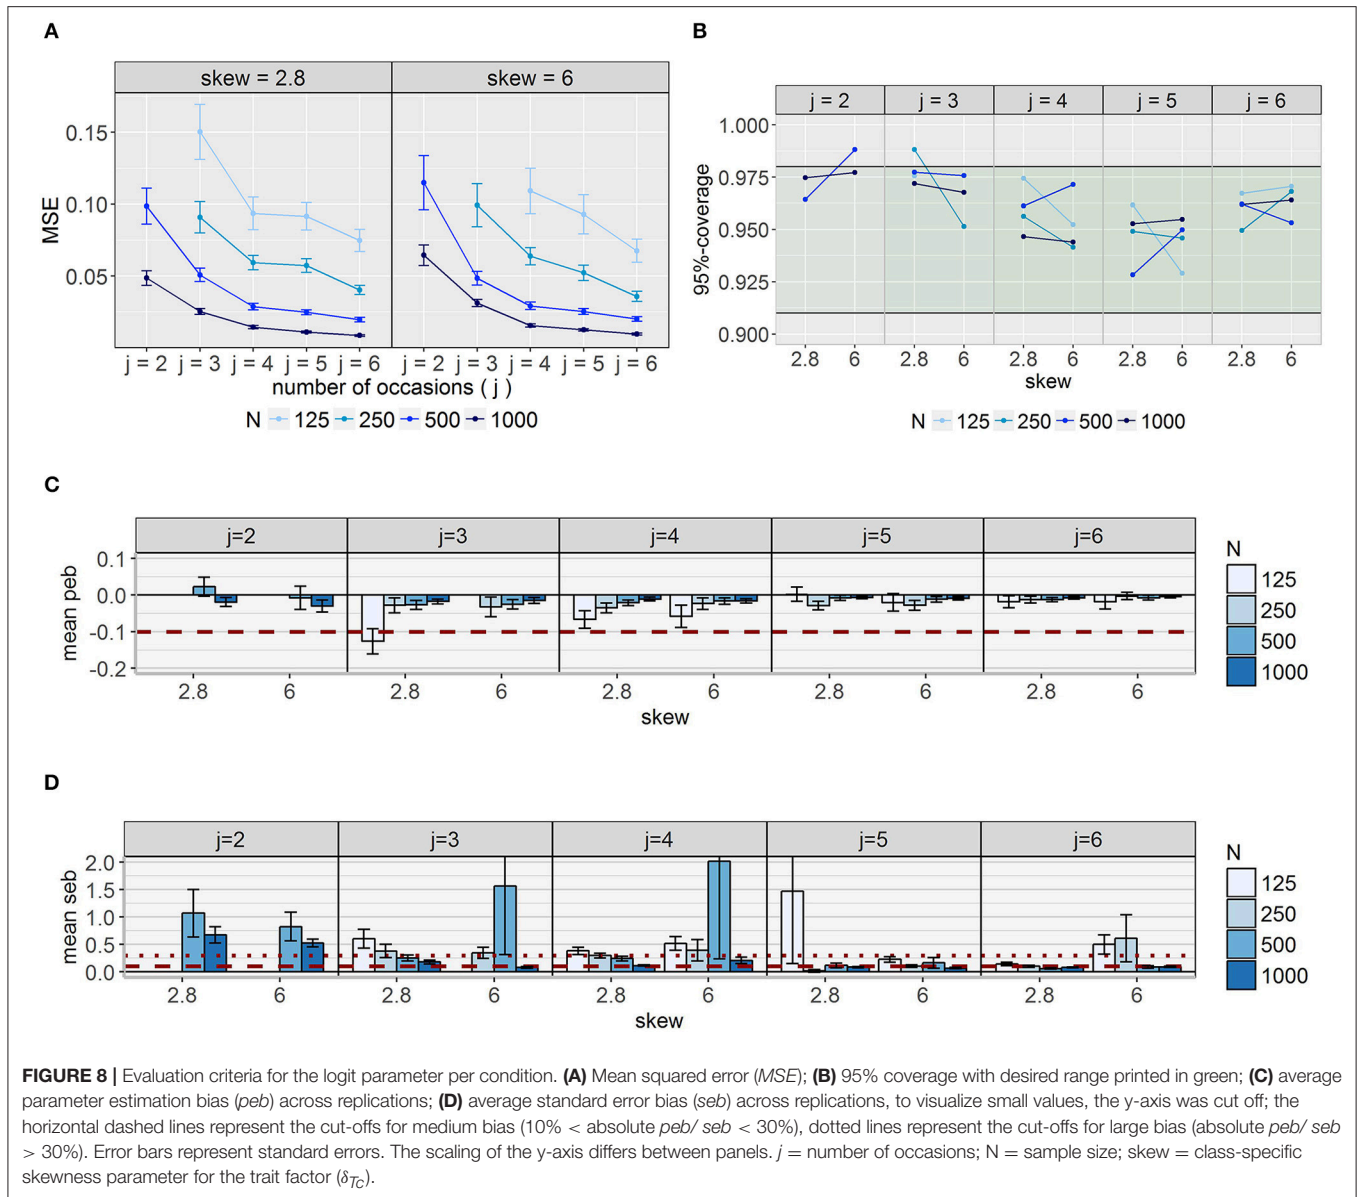 A
skew = 2.8 skew = 6
MSE
0.15
0.10
0.05
j = 2 j = 3 j = 4 j = 5 j = 6 j = 2 j = 3 j = 4 j = 5 j = 6
number of occasions ( j )
N 125 250 500 1000
B
j = 2 j = 3 j = 4 j = 5 j = 6
95%-coverage
1.000
0.975
0.950
0.925
0.900
2.8 6 2.8 6 2.8 6 2.8 6 2.8 6
skew
N 125 250 500 1000
C
j=2 j=3 j=4 j=5 j=6
mean peb
0.1
0.0
-0.1
-0.2
2.8 6 2.8 6 2.8 6 2.8 6 2.8 6
skew
N
125
250
500
1000
D
j=2 j=3 j=4 j=5 j=6
mean seb
2.0
1.5
1.0
0.5
0.0
2.8 6 2.8 6 2.8 6 2.8 6 2.8 6
skew
N
125
250
500
1000
FIGURE 8 | Evaluation criteria for the logit parameter per condition. (A) Mean squared error (MSE); (B) 95% coverage with desired range printed in green; (C) average
parameter estimation bias (peb) across replications; (D) average standard error bias (seb) across replications, to visualize small values, the y-axis was cut off; the
horizontal dashed lines represent the cut-offs for medium bias (10% < absolute peb/ seb < 30%), dotted lines represent the cut-offs for large bias (absolute peb/ seb
> 30%). Error bars represent standard errors. The scaling of the y-axis differs between panels. j = number of occasions; N = sample size; skew = class-specific
skewness parameter for the trait factor (δTc).